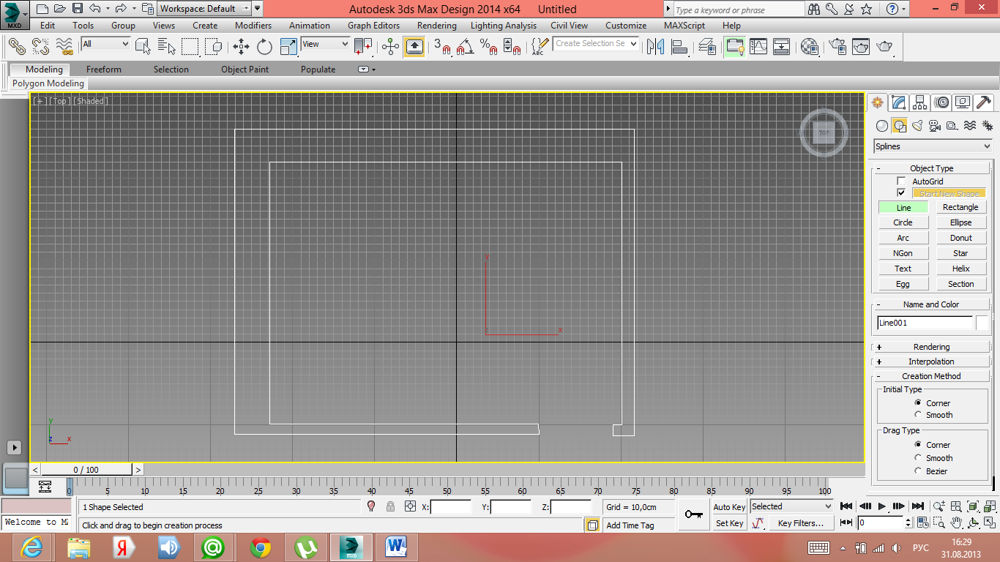 Workspace: Default
Autodesk 3ds Max Design 2014 x64 Untitled
Type a keyword or phrase
MXD
Edit Tools Group Views Create Modifiers Animation Graph Editors Rendering Lighting Analysis Civil View Customize MAXScript Help
All
View
3
ABC
Create Selection Se
Modeling Freeform Selection Object Paint Populate
Polygon Modeling
[+][Top][Shaded]
TOP
y
x
z
y
z
x
Splines
- Object Type
AutoGrid
Start New Shape
Line Rectangle
Circle Ellipse
Arc Donut
NGon Star
Text Helix
Egg Section
- Name and Color
Line001
+ Rendering
+ Interpolation
- Creation Method
Initial Type
Corner
Smooth
Drag Type
Corner
Smooth
Bezier
< 0 / 100 >
0 5 10 15 20 25 30 35 40 45 50 55 60 65 70 75 80 85 90 95 100
1 Shape Selected
X: Y: Z:
Grid = 10,0cm
Auto Key
Selected
Welcome to MA
Click and drag to begin creation process
Add Time Tag
Set Key
Key Filters...
0
Я
@
µ
MXD
W
РУС
16:29
31.08.2013